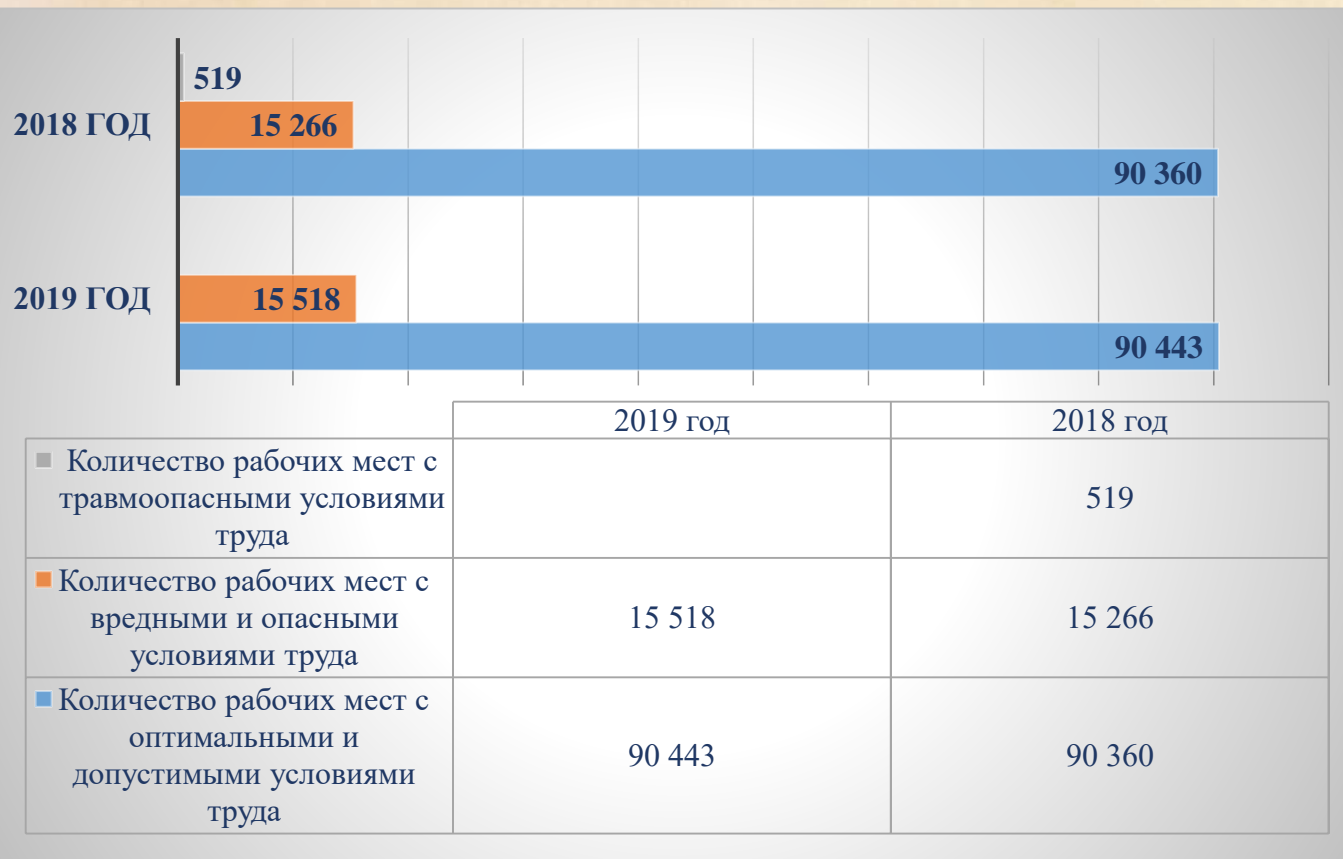 519
2018 ГОД
15 266
90 360
2019 ГОД
15 518
90 443
2019 год
2018 год
Количество рабочих мест с
травмоопасными условиями
труда
519
Количество рабочих мест с
вредными и опасными
условиями труда
15 518
15 266
Количество рабочих мест с
оптимальными и
допустимыми условиями
труда
90 443
90 360